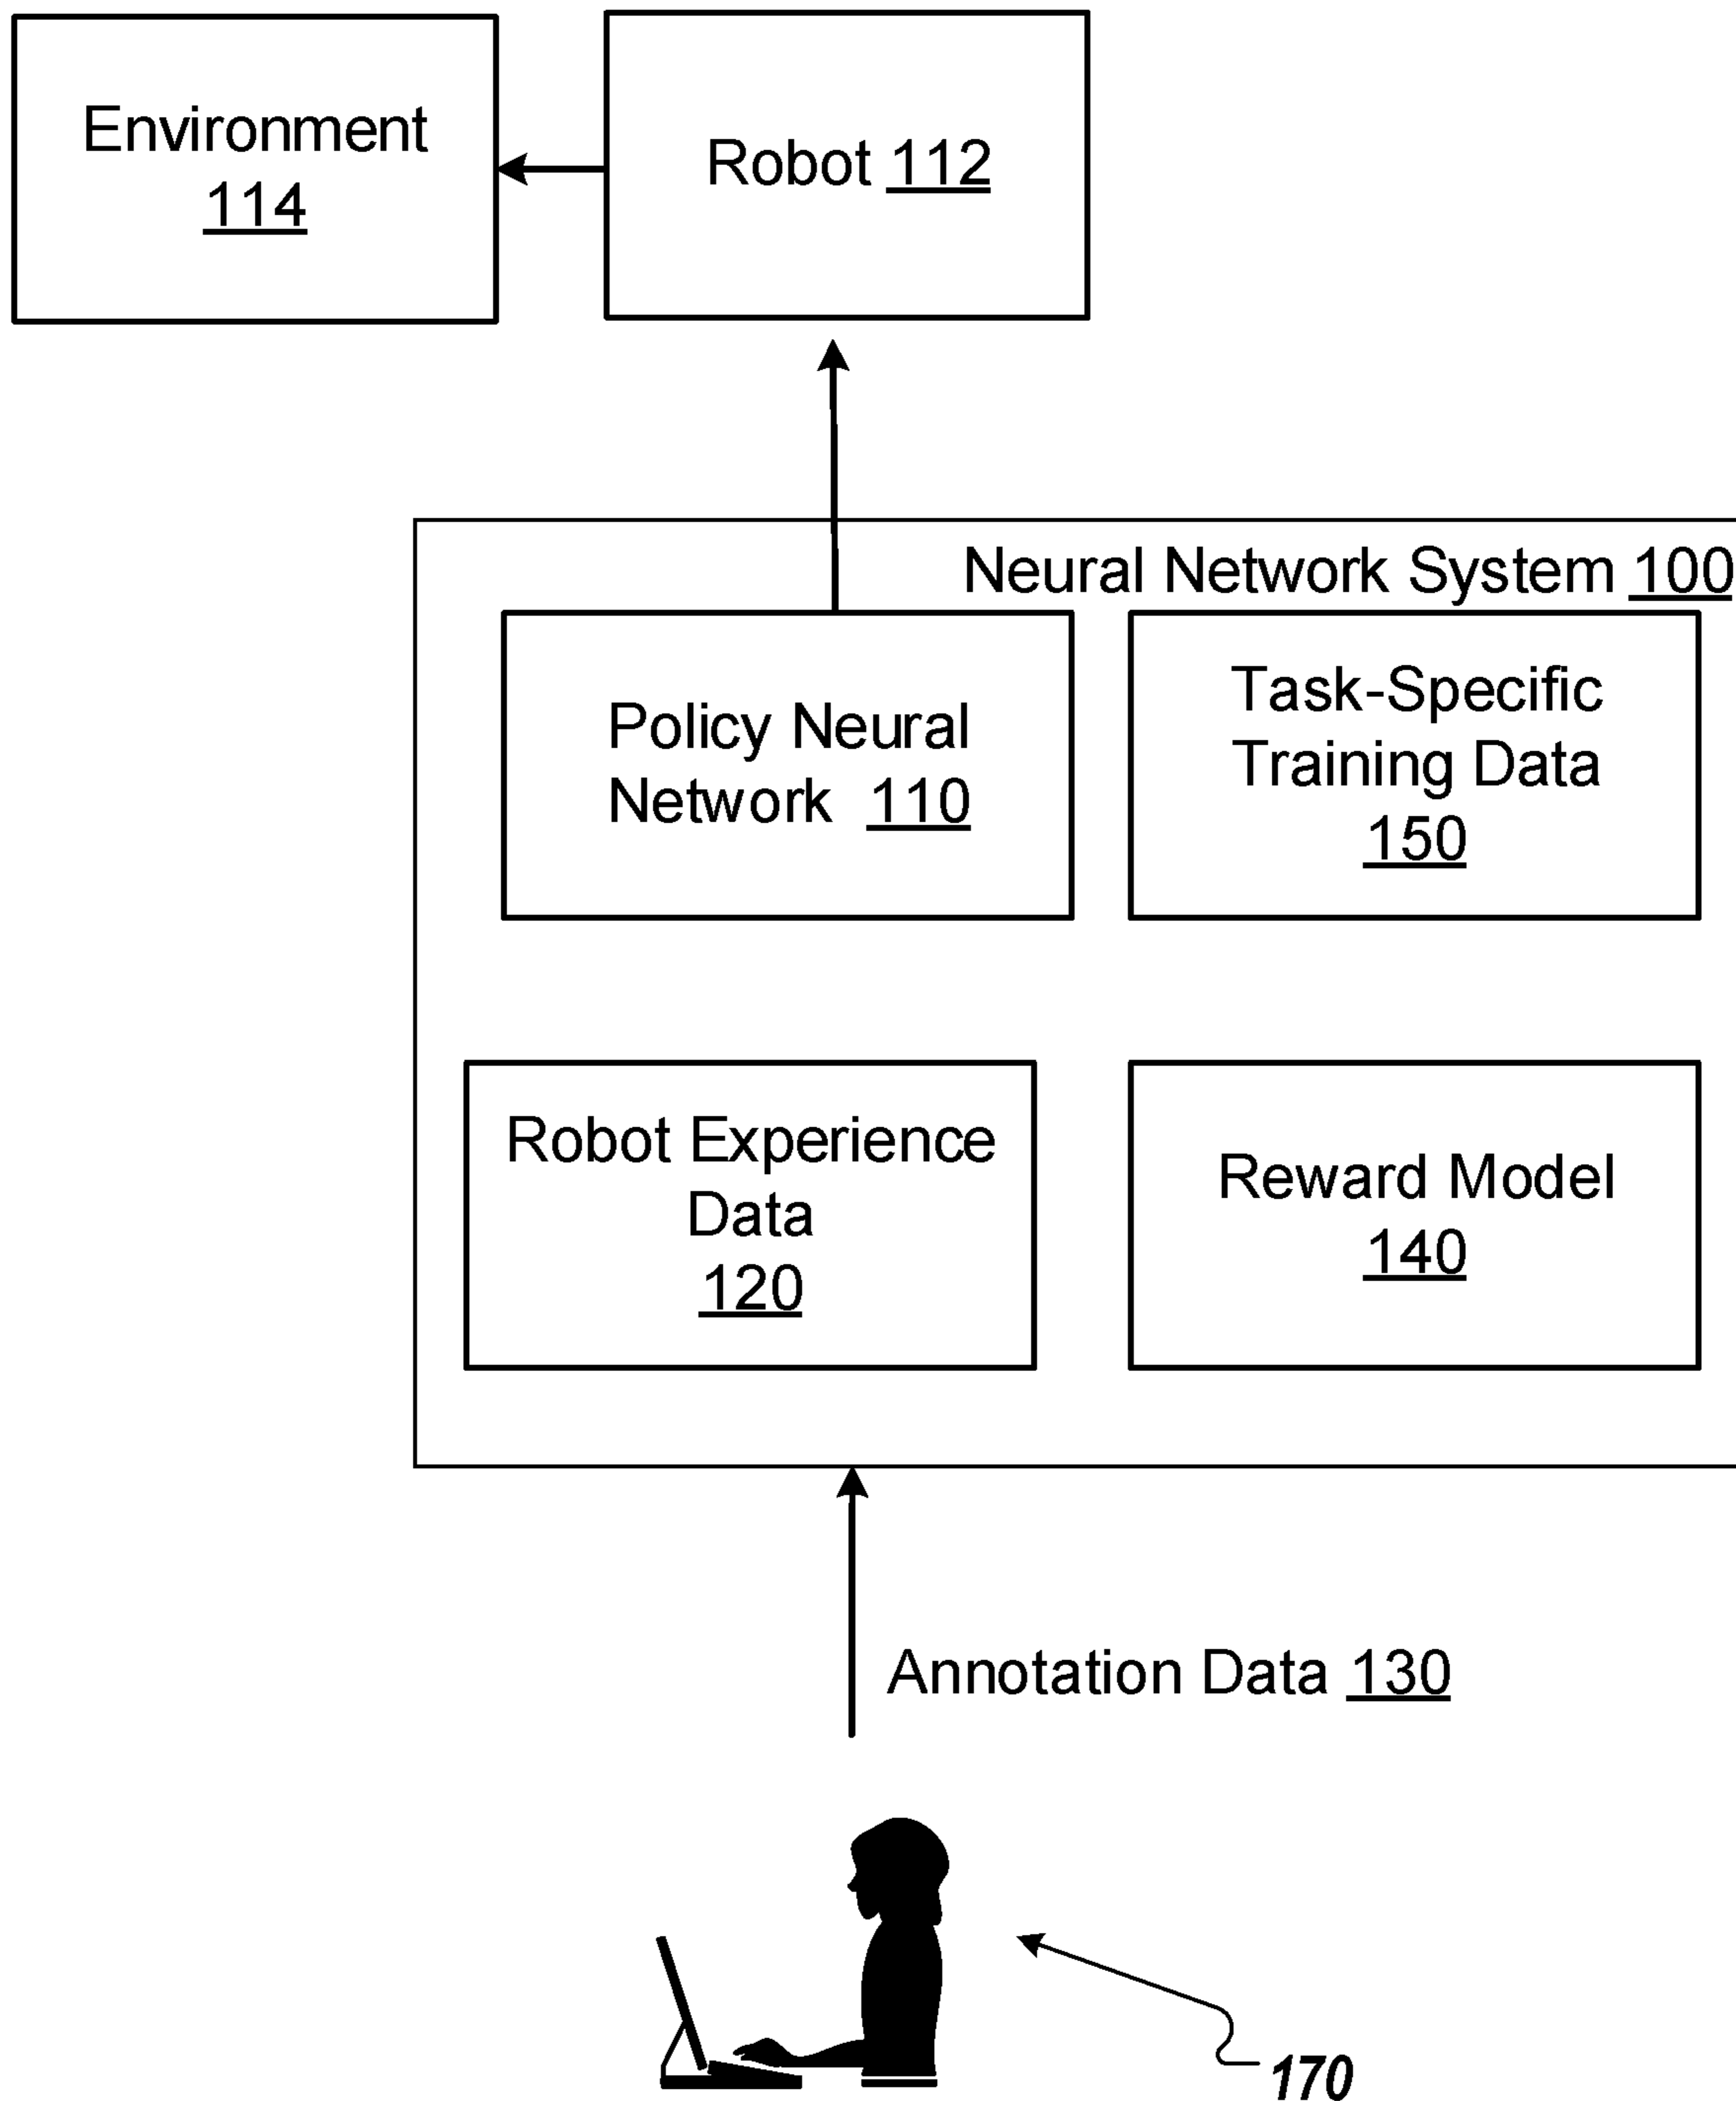 Environment
114
Robot 112
Neural Network System 100
Policy Neural
Network 110
Task-Specific
Training Data
150
Robot Experience
Data
120
Reward Model
140
Annotation Data 130
170